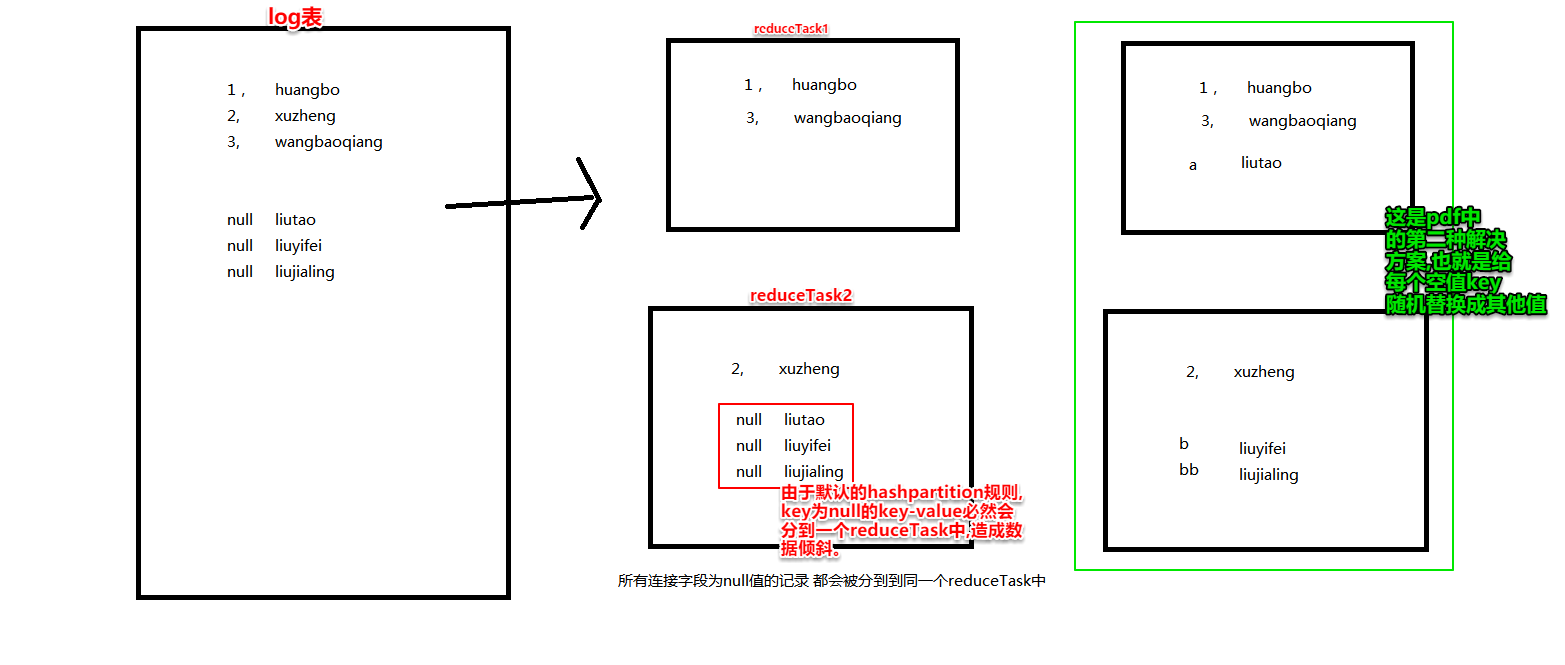 log表
1， huangbo
2, xuzheng
3, wangbaoqiang
null liutao
null liuyifei
null liujialing
reduceTask1
1， huangbo
3, wangbaoqiang
reduceTask2
2, xuzheng
null liutao
null liuyifei
null liujialing
由于默认的hashpartition规则,
key为null的key-value必然会
分到一个reduceTask中,造成数
据倾斜。
所有连接字段为null值的记录 都会被分到到同一个reduceTask中
1， huangbo
3, wangbaoqiang
a liutao
这是pdf中
的第二种解决
方案,也就是给
每个空值key
随机替换成其他值
2, xuzheng
b liuyifei
bb liujialing